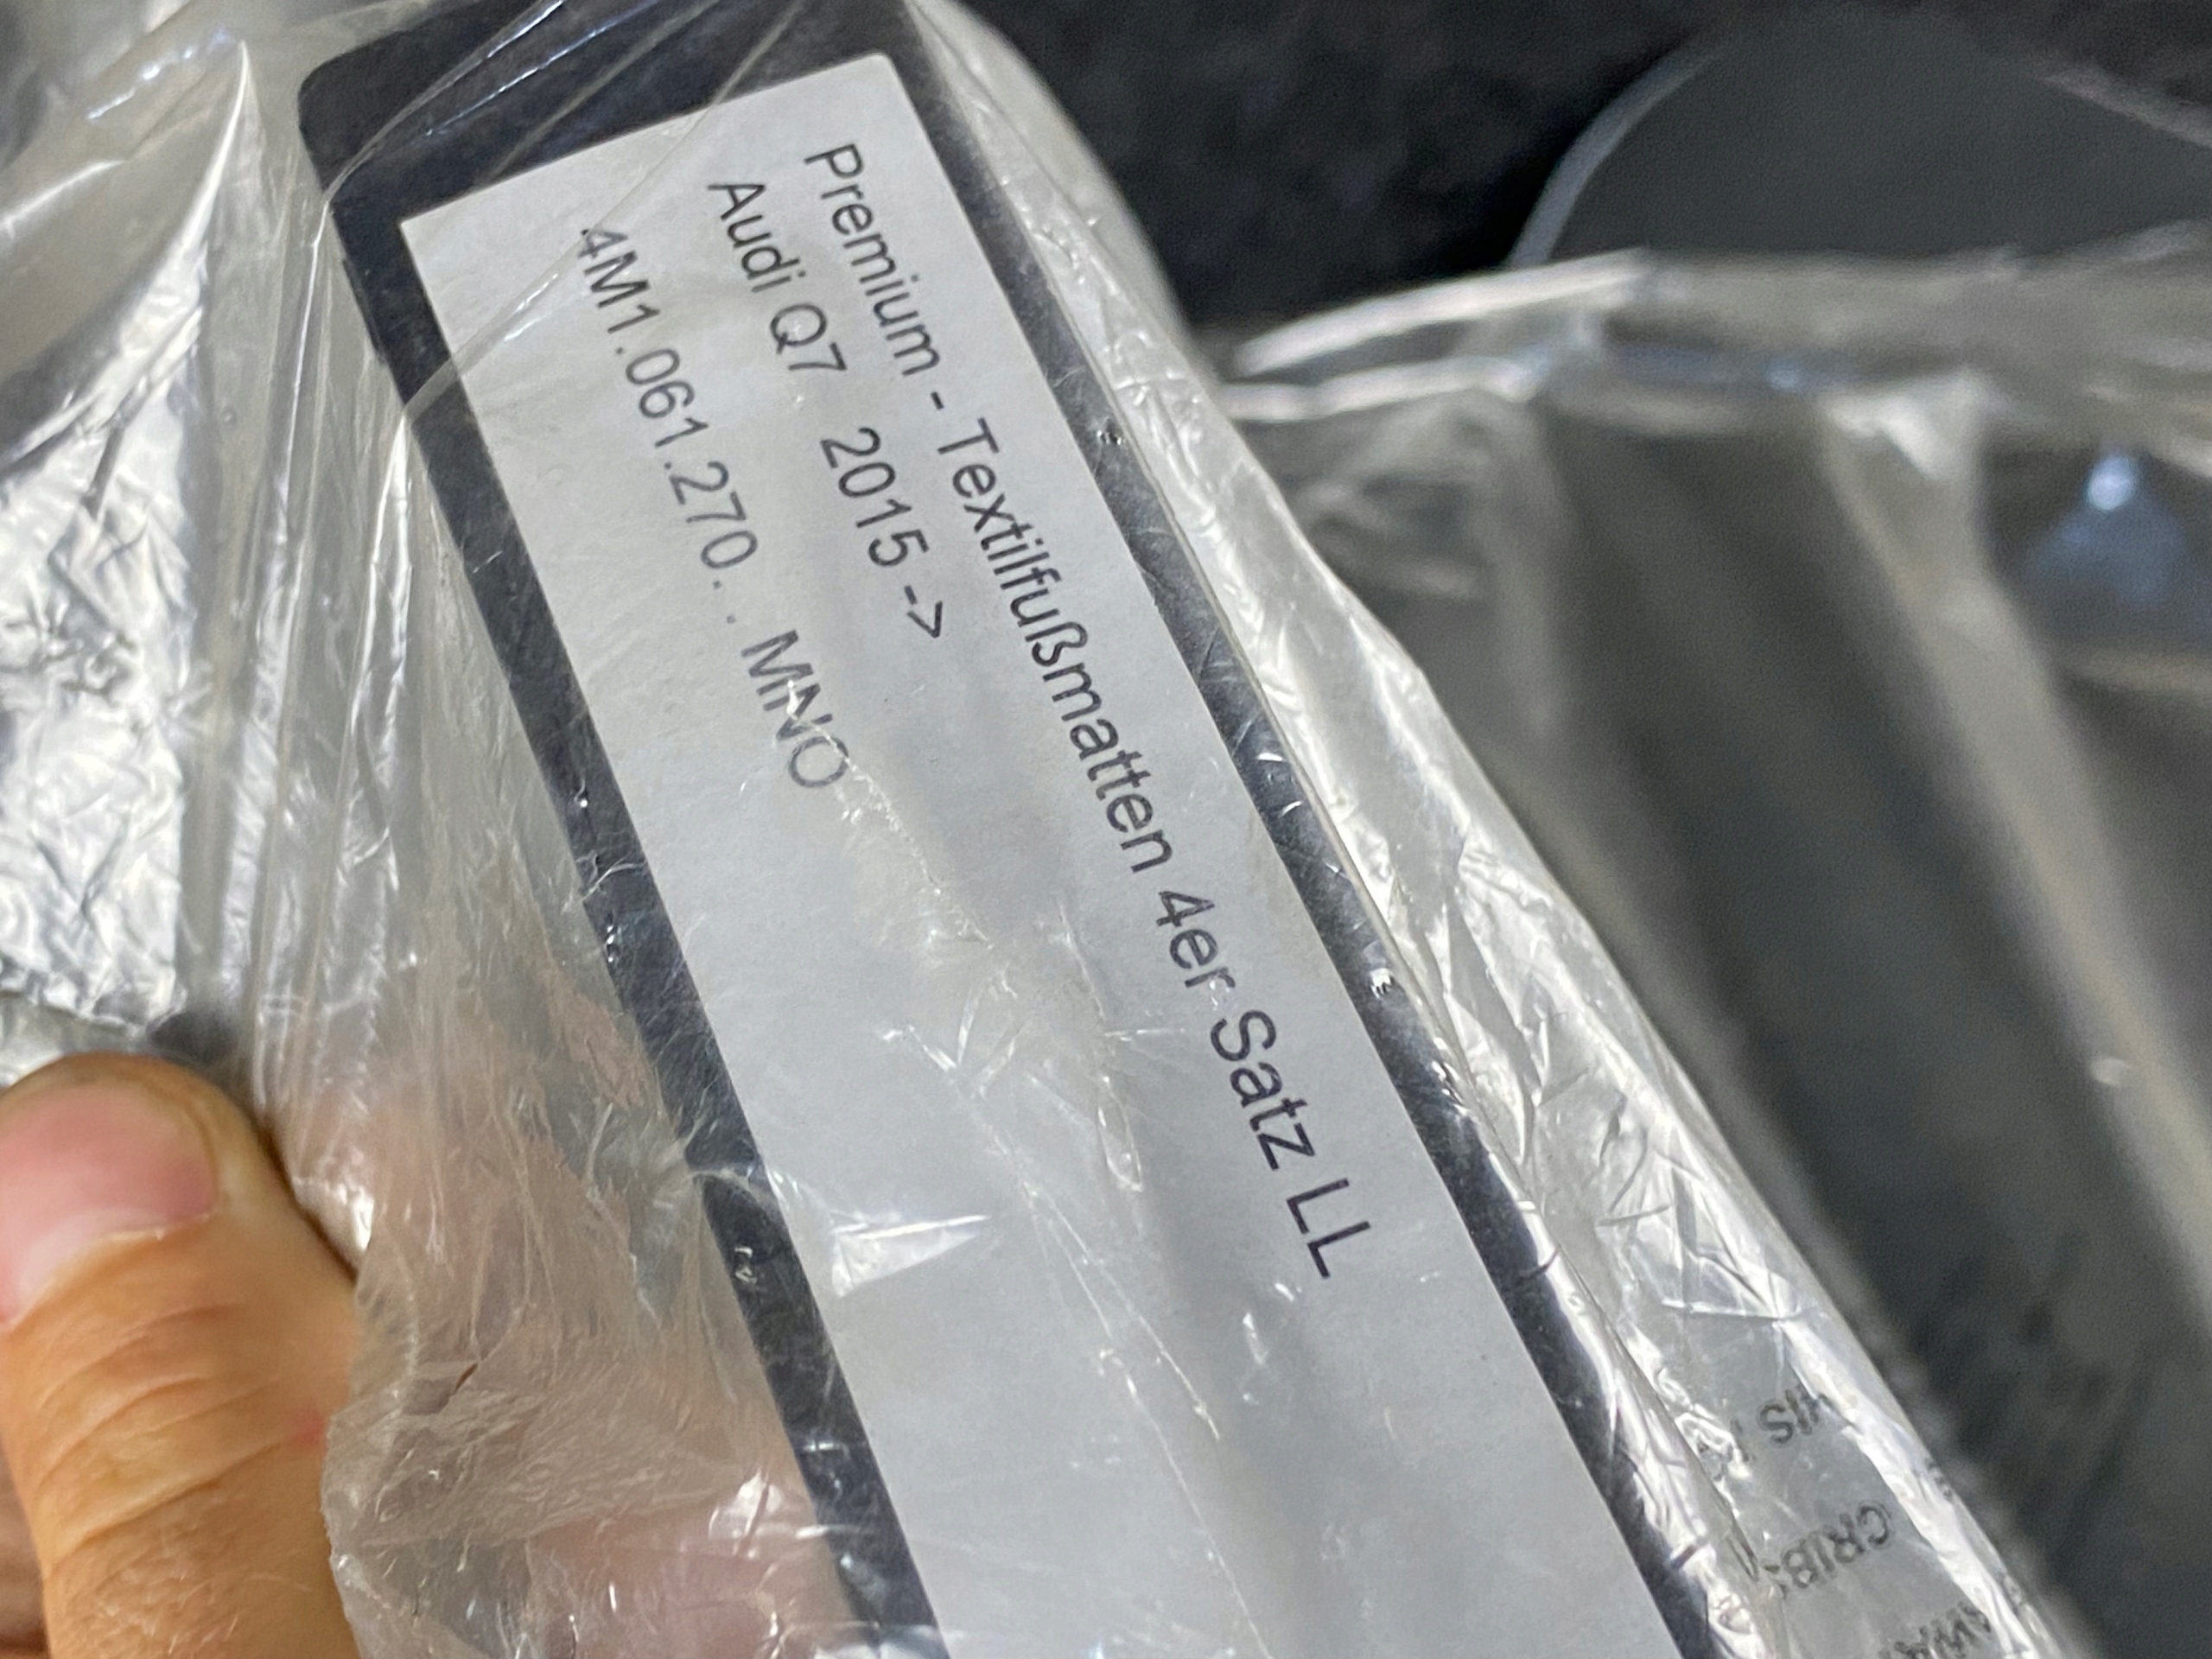 Premium - Textilfußmatten 4er Satz LL
Audi Q7 2015 ->
4M1.061.270. . MNO